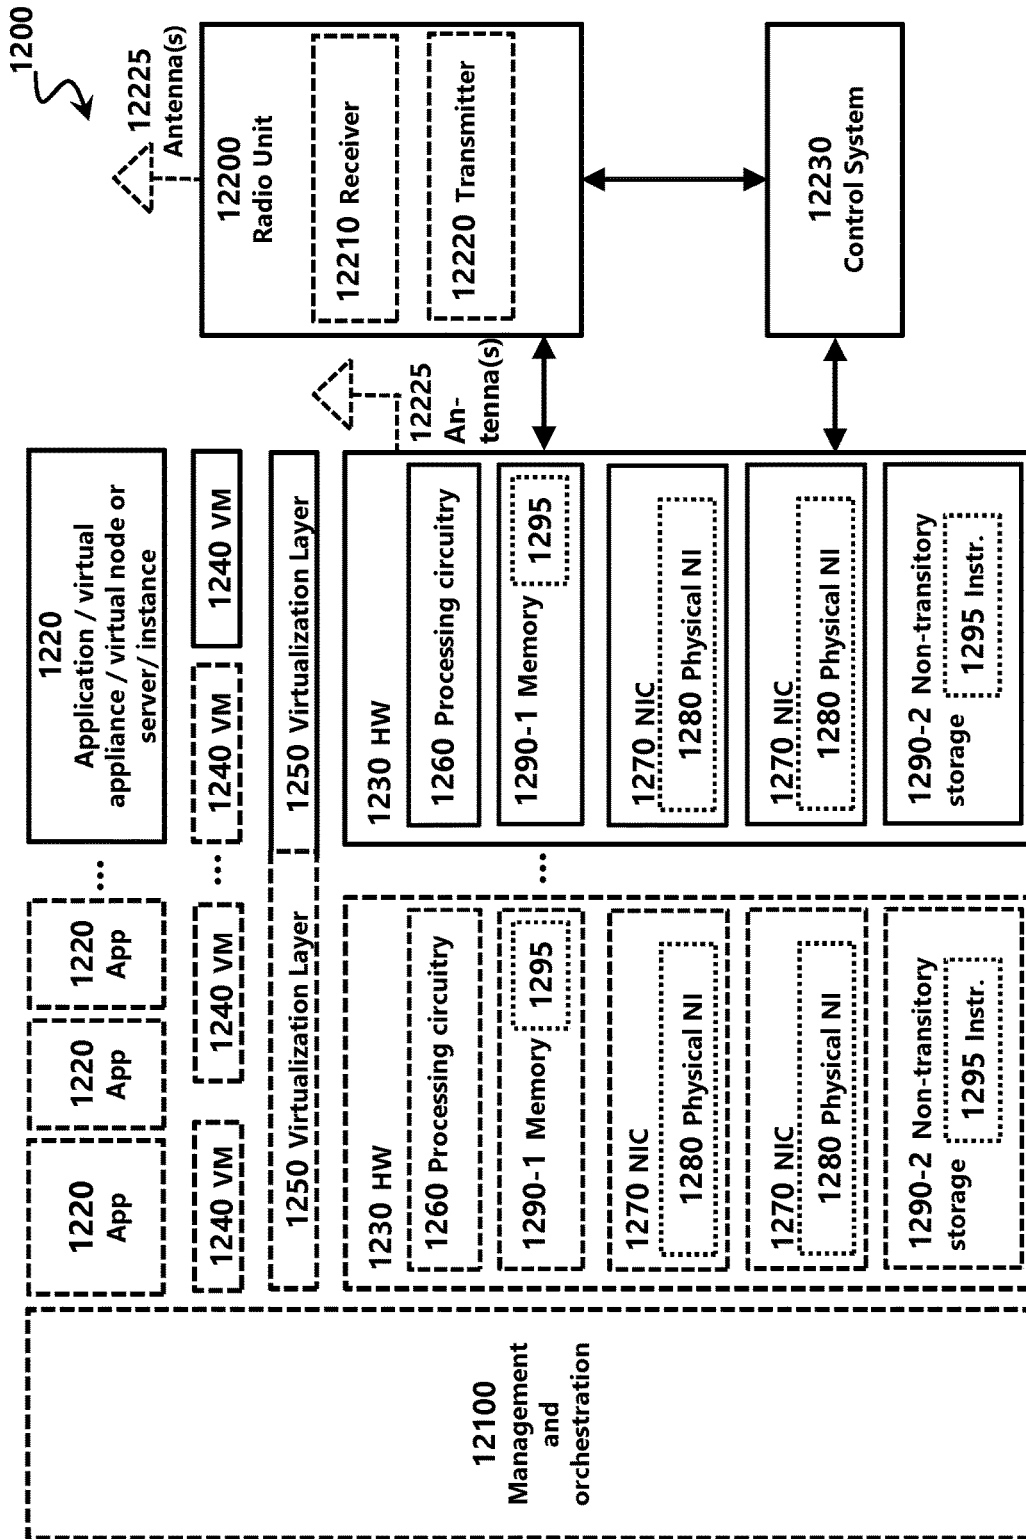 1200
12100
Management
and
orchestration
1220
App
1220
App
1220
App
...
1220
Application / virtual
appliance / virtual node or
server/ instance
1240 VM
1240 VM
...
1240 VM
1240 VM
1250 Virtualization Layer
1250 Virtualization Layer
1230 HW
1260 Processing circuitry
1290-1 Memory
1295
1270 NIC
1280 Physical NI
1270 NIC
1280 Physical NI
1290-2 Non-transitory
storage
1295 Instr.
...
1230 HW
1260 Processing circuitry
1290-1 Memory
1295
1270 NIC
1280 Physical NI
1270 NIC
1280 Physical NI
1290-2 Non-transitory
storage
1295 Instr.
12225
An-
tenna(s)
12225
Antenna(s)
12200
Radio Unit
12210 Receiver
12220 Transmitter
12230
Control System